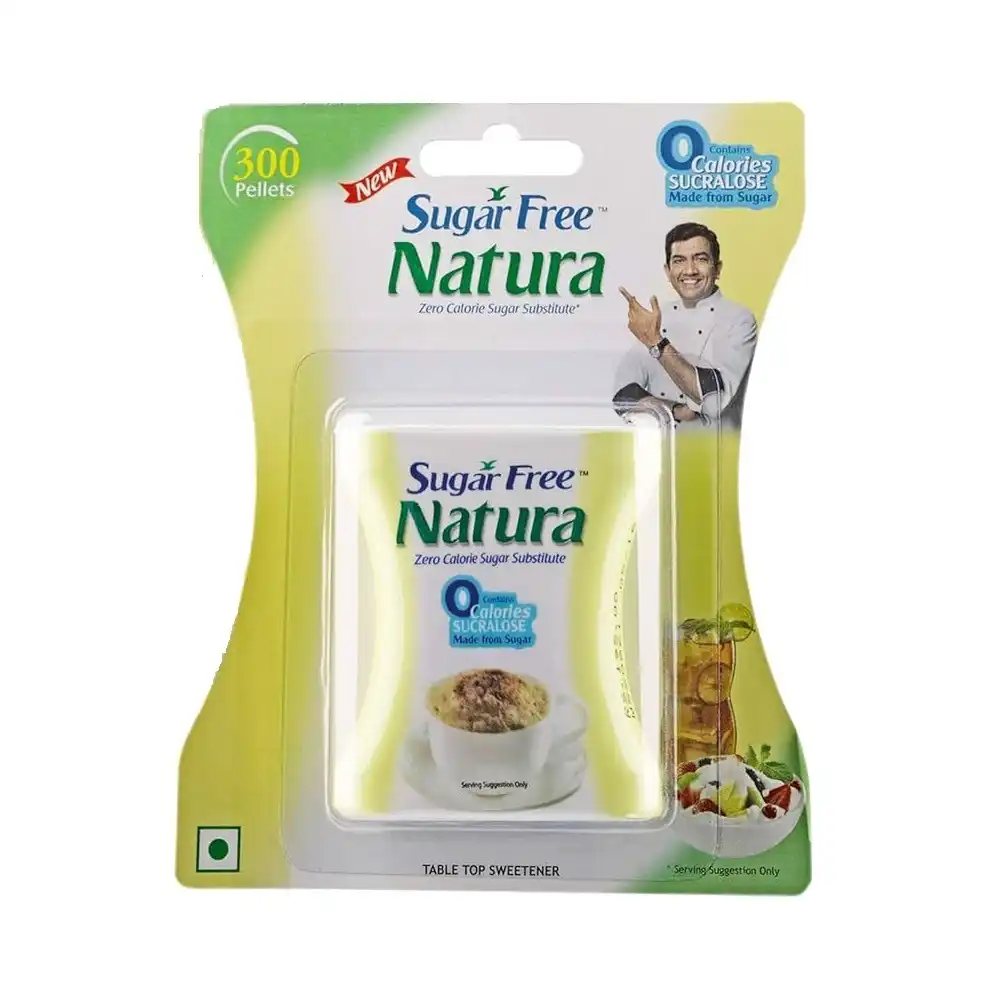 300
Pellets
New
Sugar Free™
Natura
Zero Calorie Sugar Substitute*
0
Contains
Calories
SUCRALOSE
Made from Sugar
Sugar Free™
Natura
Zero Calorie Sugar Substitute
0
Contains
Calories
SUCRALOSE
Made from Sugar
Serving Suggestion Only
TABLE TOP SWEETENER
* Serving Suggestion Only